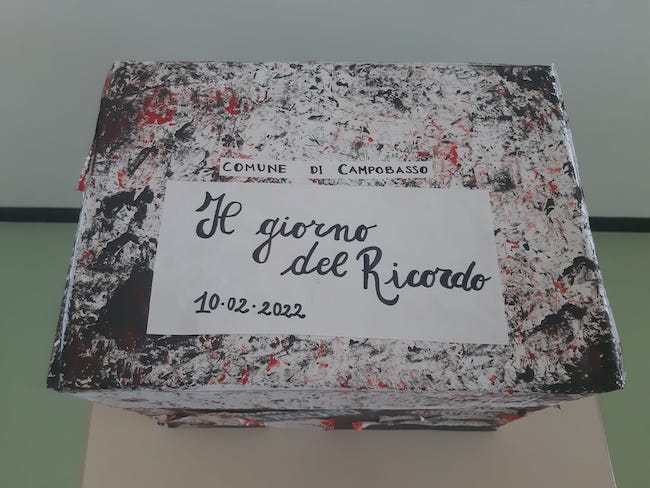 COMUNE DI CAMPOBASSO
Il giorno
del Ricordo
10.02.2022